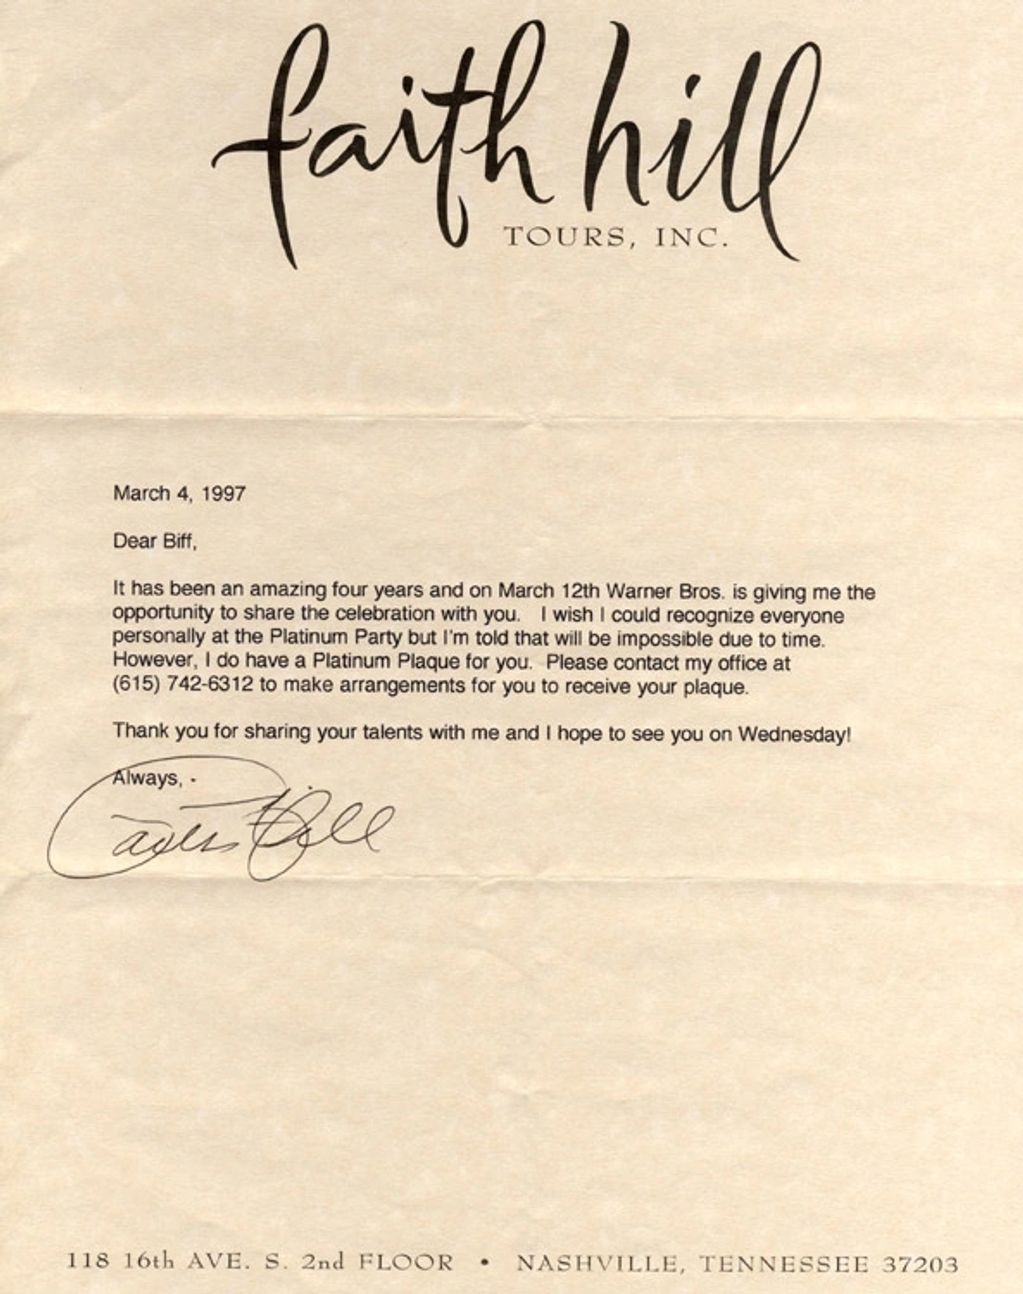 faith hill
TOURS, INC.
March 4, 1997
Dear Biff,
It has been an amazing four years and on March 12th Warner Bros. is giving me the
opportunity to share the celebration with you. I wish I could recognize everyone
personally at the Platinum Party but I'm told that will be impossible due to time.
However, I do have a Platinum Plaque for you. Please contact my office at
(615) 742-6312 to make arrangements for you to receive your plaque.
Thank you for sharing your talents with me and I hope to see you on Wednesday!
Always,
Faith Hill
118 16th AVE. S. 2nd FLOOR • NASHVILLE, TENNESSEE 37203